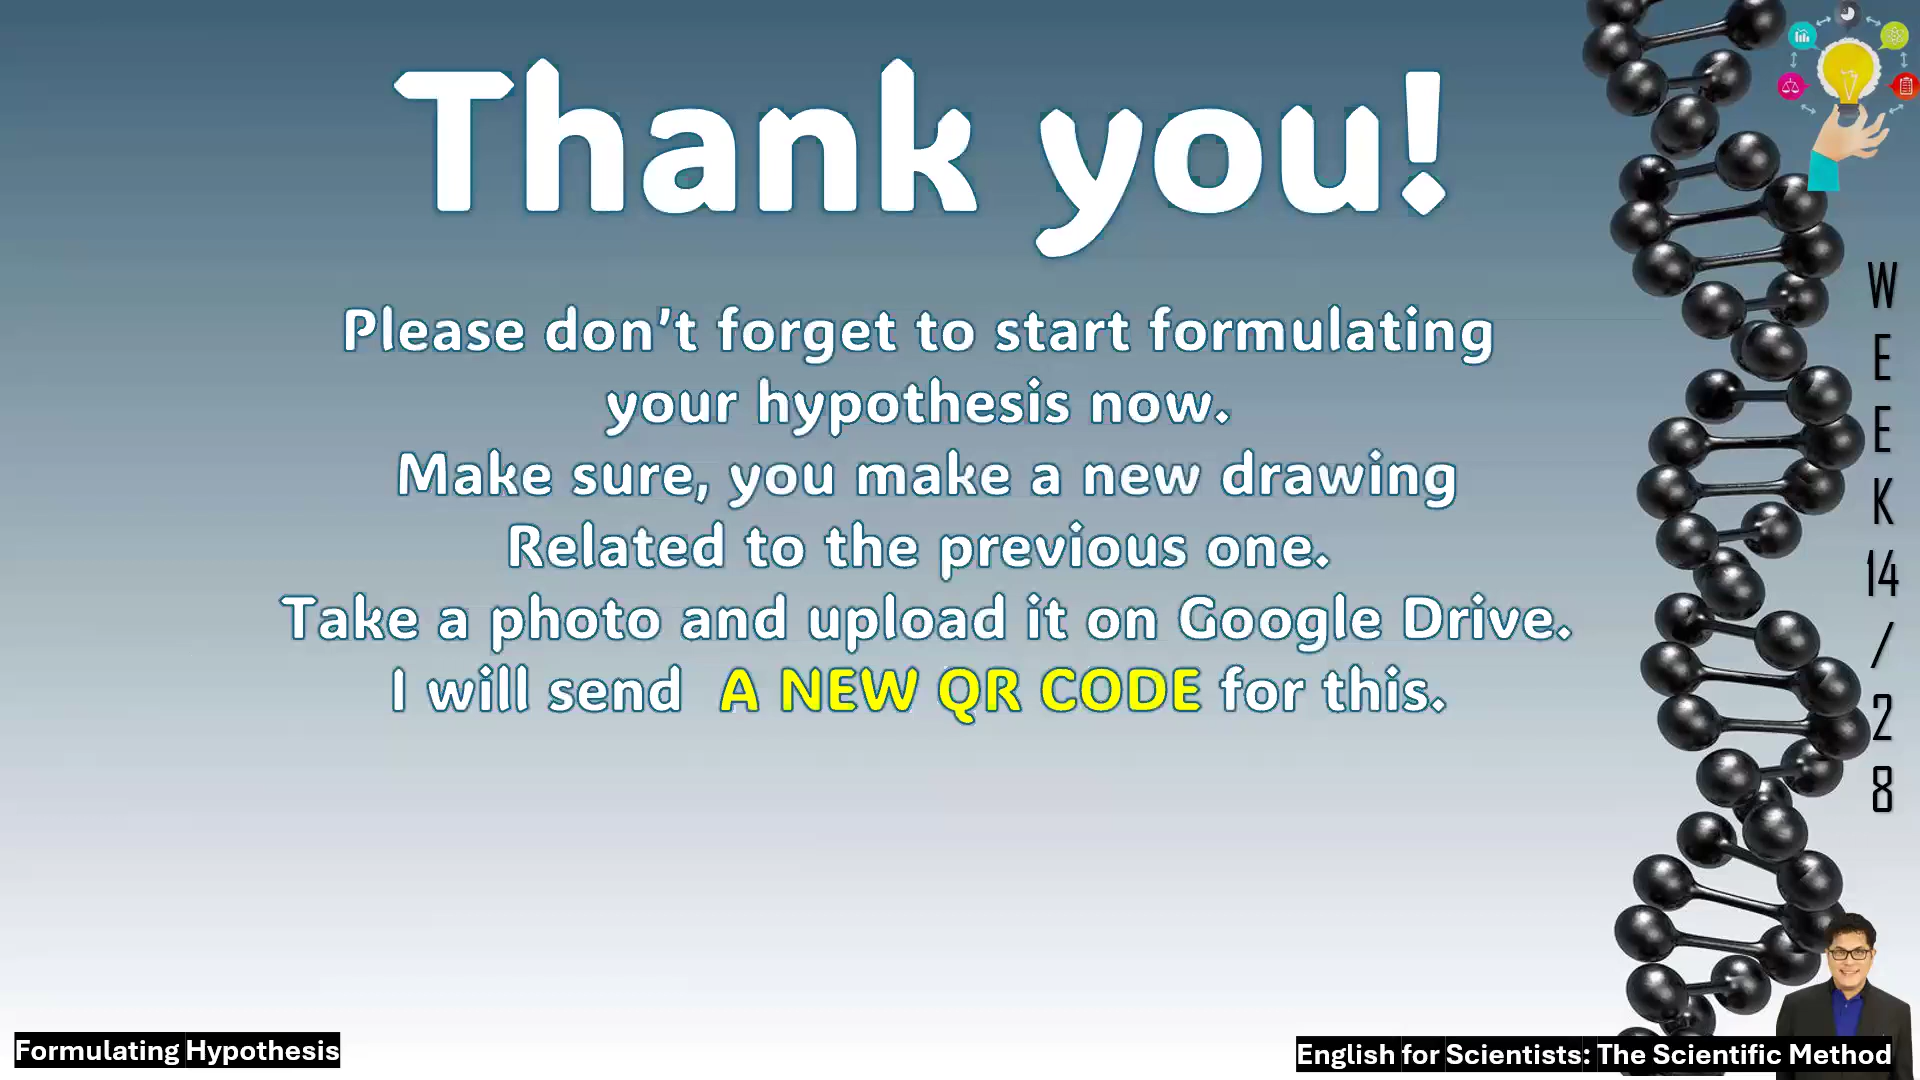 Thank you!
Please don't forget to start formulating
your hypothesis now.
Make sure, you make a new drawing
Related to the previous one.
Take a photo and upload it on Google Drive.
I will send A NEW QR CODE for this.
W
E
E
K
14
/
2
8
Formulating Hypothesis
English for Scientists: The Scientific Method